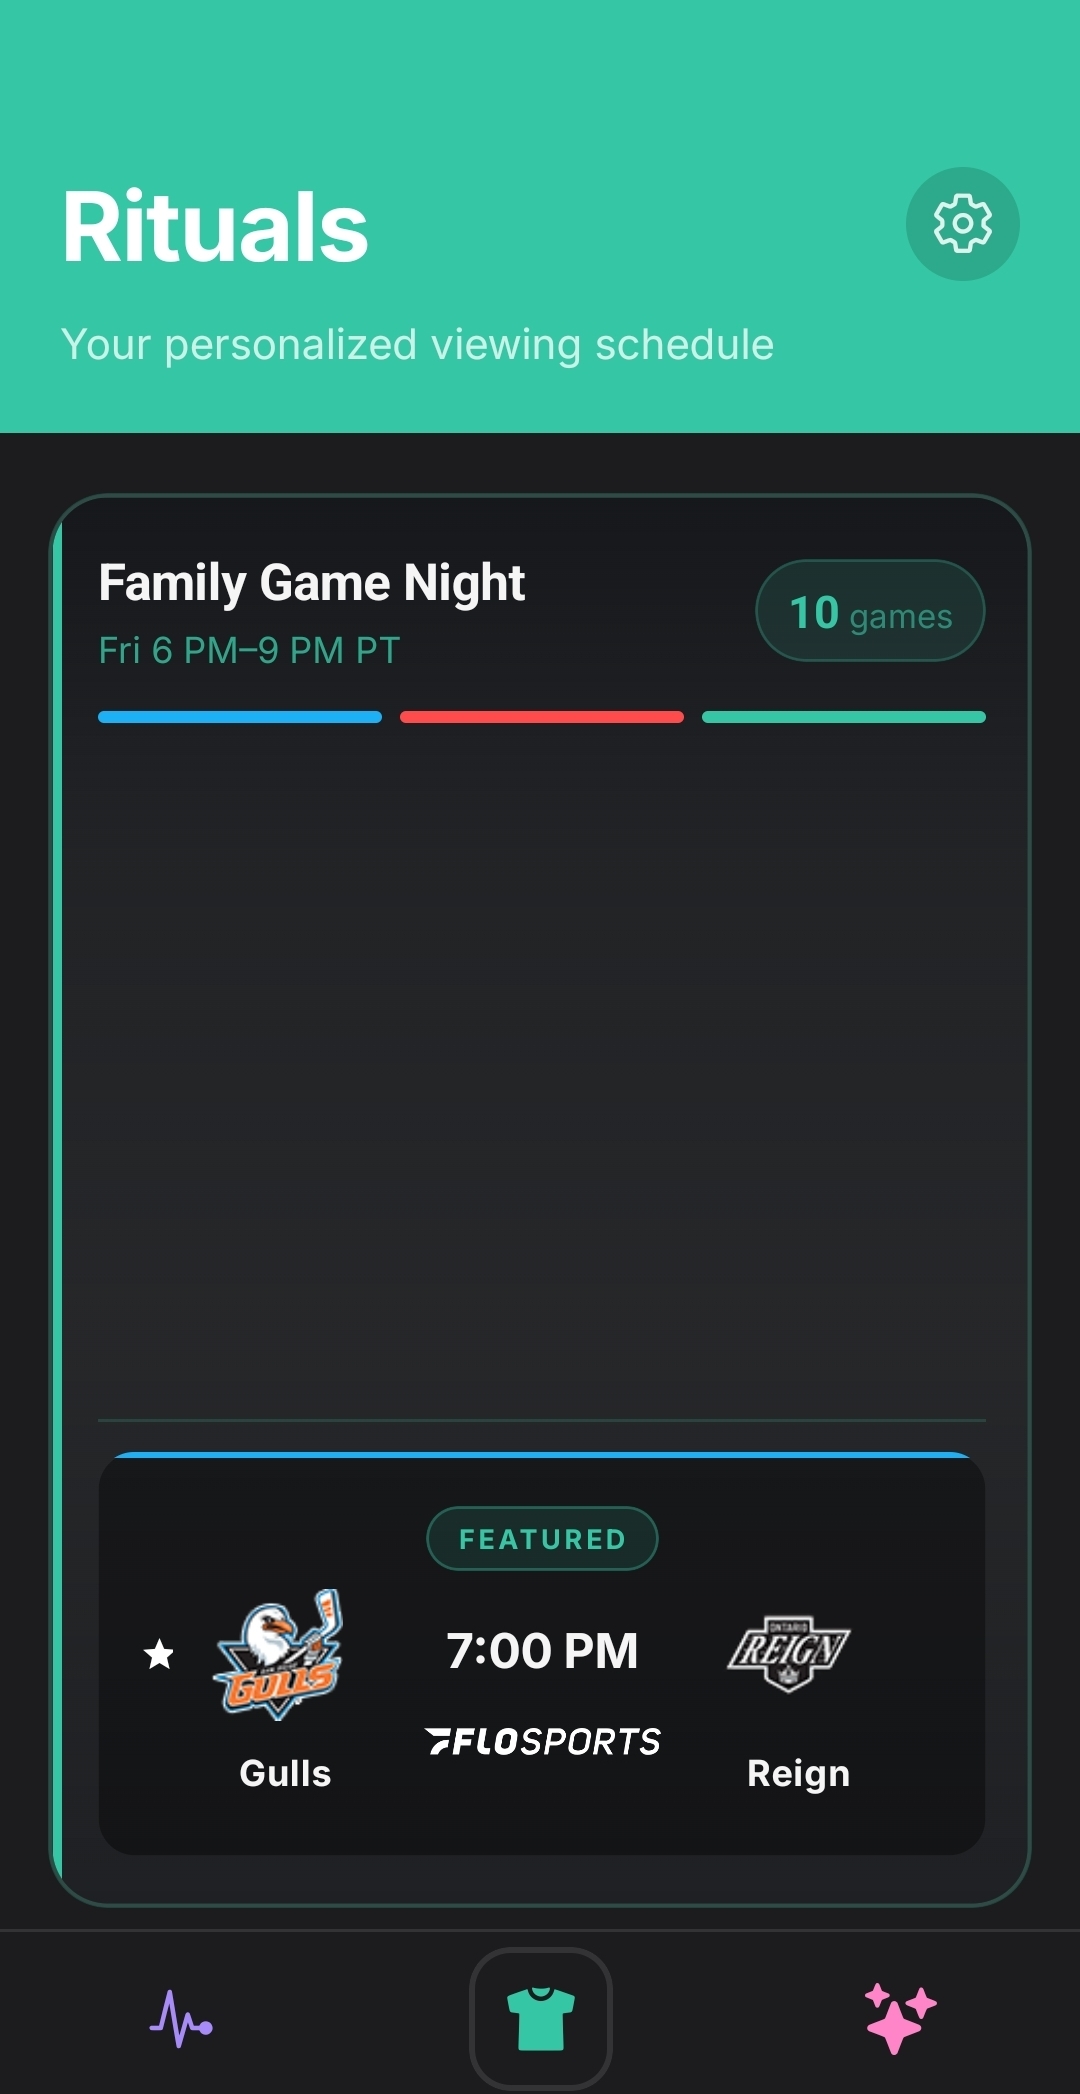 Rituals
Your personalized viewing schedule
Family Game Night
Fri 6 PM–9 PM PT
10 games
FEATURED
7:00 PM
GULLS
ONTARIO
REIGN
FLOSPORTS
Gulls
Reign